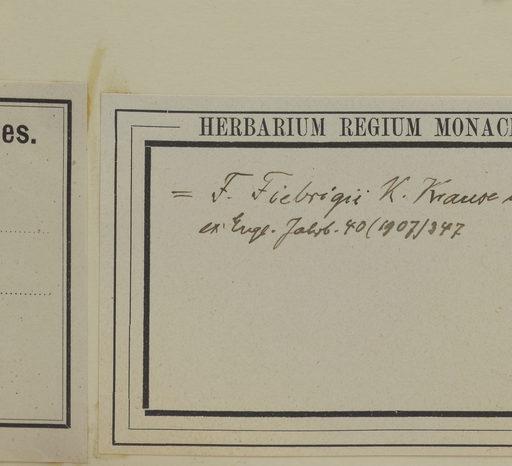 es.
HERBARIUM REGIUM MONAC
= F. Fiebrigii K. Krause
ex Engl. Jahrb. 40 (1907) 347